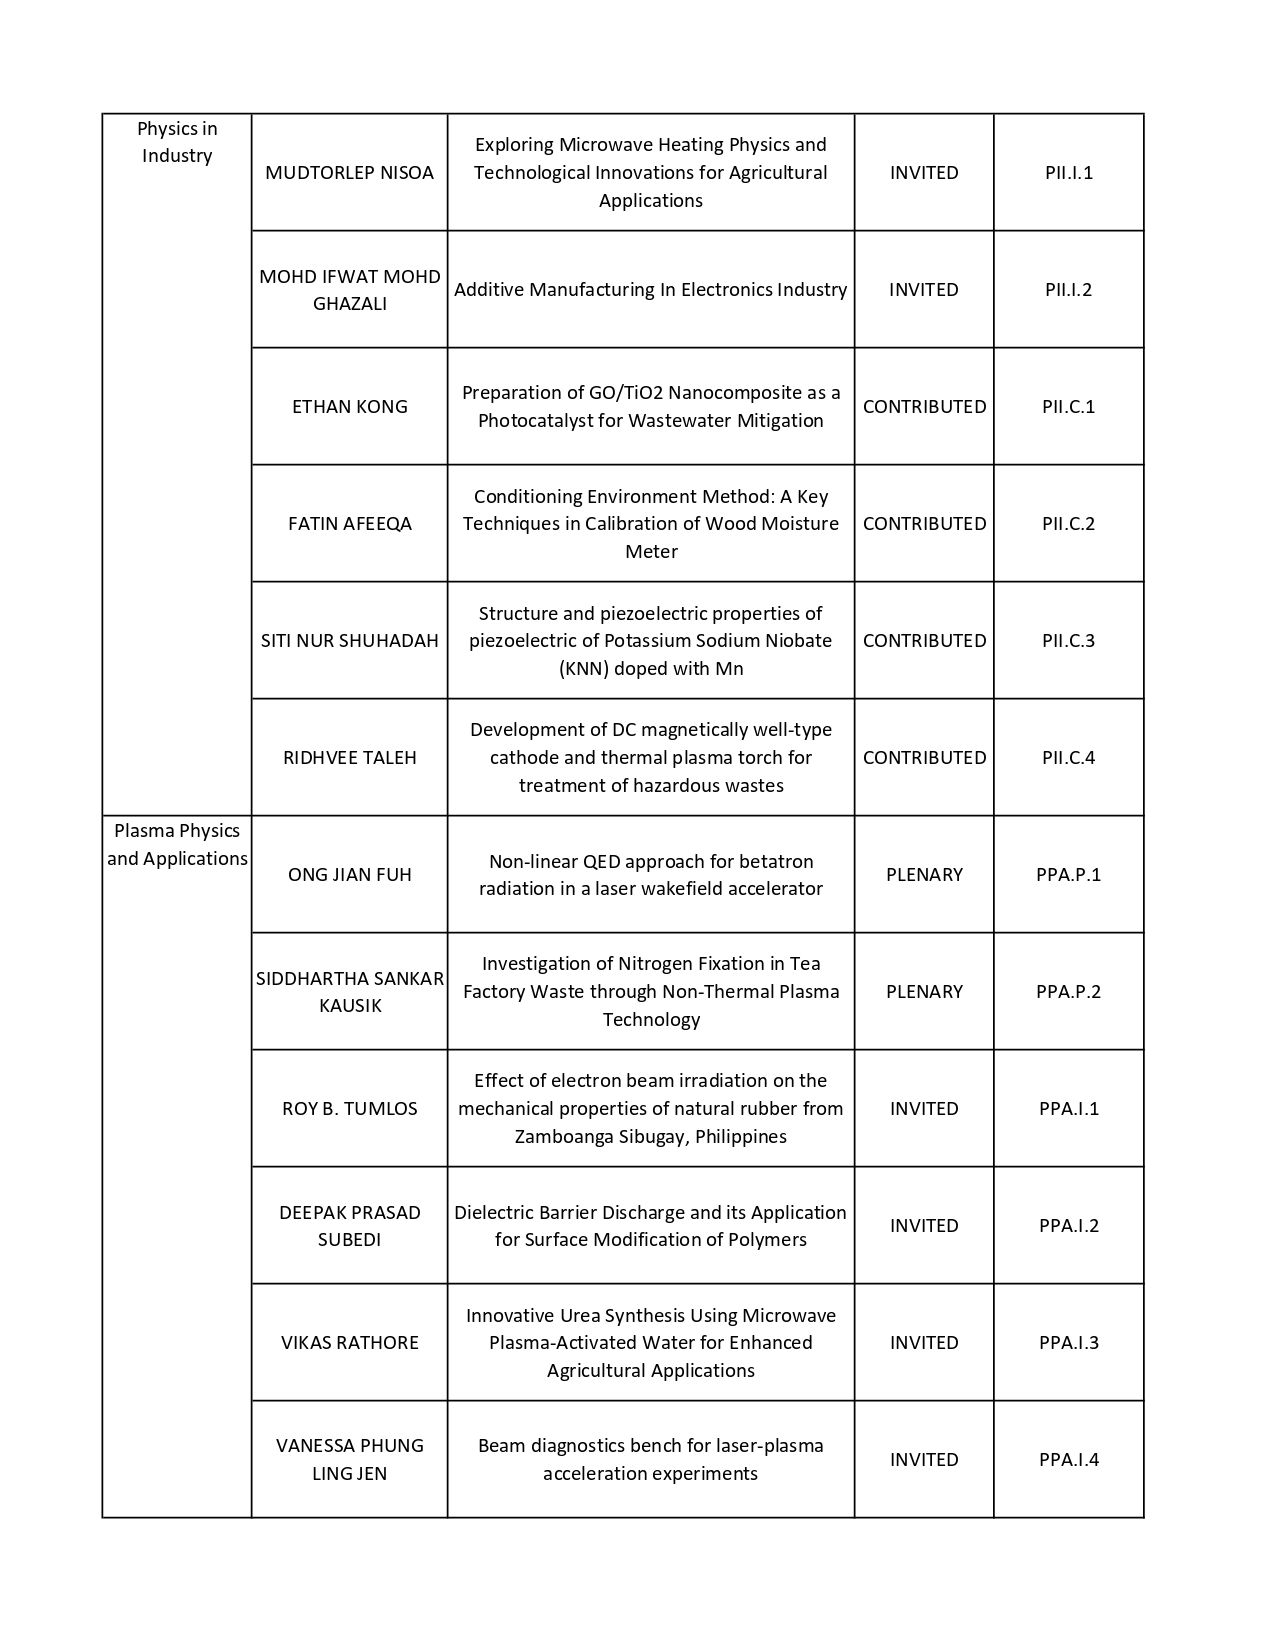 Physics in
Industry
MUDTORLEP NISOA
Exploring Microwave Heating Physics and
Technological Innovations for Agricultural
Applications
INVITED
PII.I.1
MOHD IFWAT MOHD
GHAZALI
Additive Manufacturing In Electronics Industry
INVITED
PII.I.2
ETHAN KONG
Preparation of GO/TiO2 Nanocomposite as a
Photocatalyst for Wastewater Mitigation
CONTRIBUTED
PII.C.1
FATIN AFEEQA
Conditioning Environment Method: A Key
Techniques in Calibration of Wood Moisture
Meter
CONTRIBUTED
PII.C.2
SITI NUR SHUHADAH
Structure and piezoelectric properties of
piezoelectric of Potassium Sodium Niobate
(KNN) doped with Mn
CONTRIBUTED
PII.C.3
RIDHVEE TALEH
Development of DC magnetically well-type
cathode and thermal plasma torch for
treatment of hazardous wastes
CONTRIBUTED
PII.C.4
Plasma Physics
and Applications
ONG JIAN FUH
Non-linear QED approach for betatron
radiation in a laser wakefield accelerator
PLENARY
PPA.P.1
SIDDHARTHA SANKAR
KAUSIK
Investigation of Nitrogen Fixation in Tea
Factory Waste through Non-Thermal Plasma
Technology
PLENARY
PPA.P.2
ROY B. TUMLOS
Effect of electron beam irradiation on the
mechanical properties of natural rubber from
Zamboanga Sibugay, Philippines
INVITED
PPA.I.1
DEEPAK PRASAD
SUBEDI
Dielectric Barrier Discharge and its Application
for Surface Modification of Polymers
INVITED
PPA.I.2
VIKAS RATHORE
Innovative Urea Synthesis Using Microwave
Plasma-Activated Water for Enhanced
Agricultural Applications
INVITED
PPA.I.3
VANESSA PHUNG
LING JEN
Beam diagnostics bench for laser-plasma
acceleration experiments
INVITED
PPA.I.4